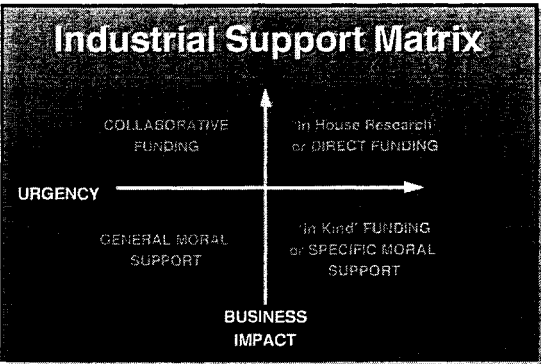 Industrial Support Matrix
COLLABORATIVE
FUNDING
'In House Research'
or DIRECT FUNDING
URGENCY
GENERAL MORAL
SUPPORT
'In Kind' FUNDING
or SPECIFIC MORAL
SUPPORT
BUSINESS
IMPACT